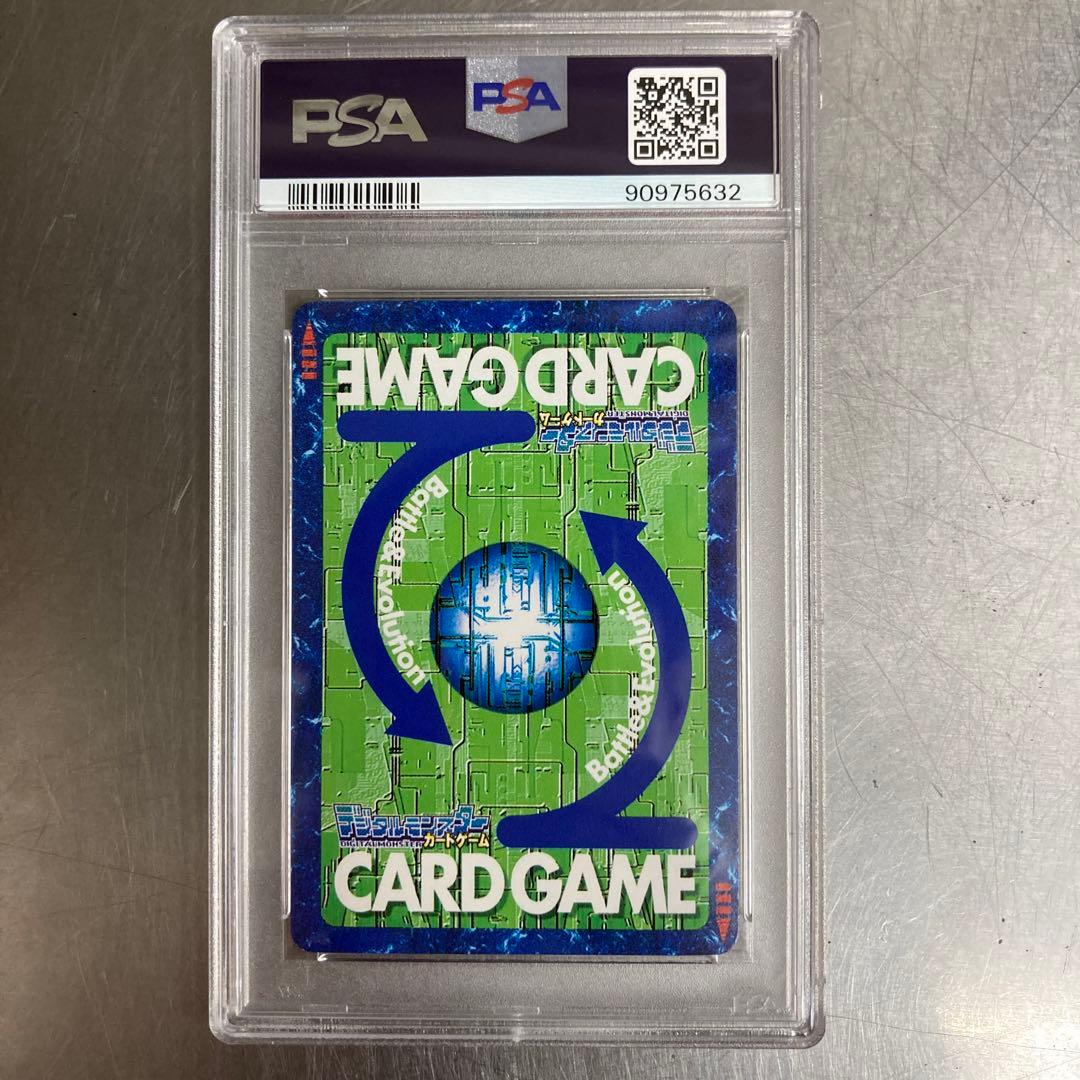 PSA
PSA
90975632
CARD GAME
デジタルモンスター
DIGITAL MONSTER
カードゲーム
Battle&Evolution
Battle&Evolution
デジタルモンスター
DIGITAL MONSTER
カードゲーム
CARD GAME
PSA